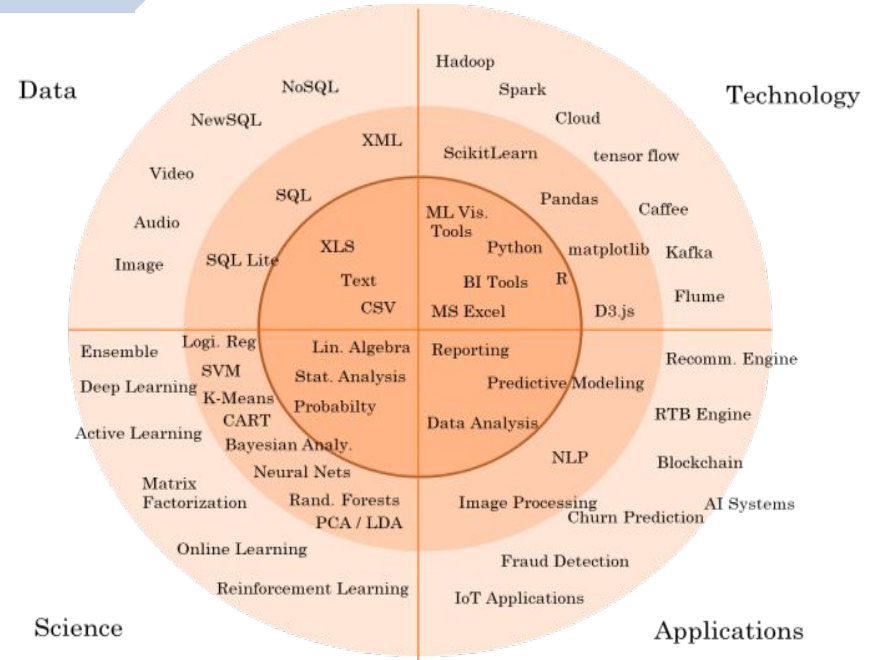 Data
NoSQL
NewSQL
XML
Video
SQL
Audio
XLS
Image
SQL Lite
Text
CSV
Technology
Hadoop
Spark
Cloud
ScikitLearn
tensor flow
Pandas
Caffee
ML Vis.
Tools
Python
matplotlib
Kafka
BI Tools
R
Flume
MS Excel
D3.js
Science
Ensemble
Logi. Reg
Lin. Algebra
SVM
Stat. Analysis
Deep Learning
K-Means
Probabilty
CART
Active Learning
Bayesian Analy.
Neural Nets
Matrix
Factorization
Rand. Forests
PCA / LDA
Online Learning
Reinforcement Learning
Applications
Reporting
Recomm. Engine
Predictive Modeling
RTB Engine
Data Analysis
NLP
Blockchain
Image Processing
AI Systems
Churn Prediction
Fraud Detection
IoT Applications